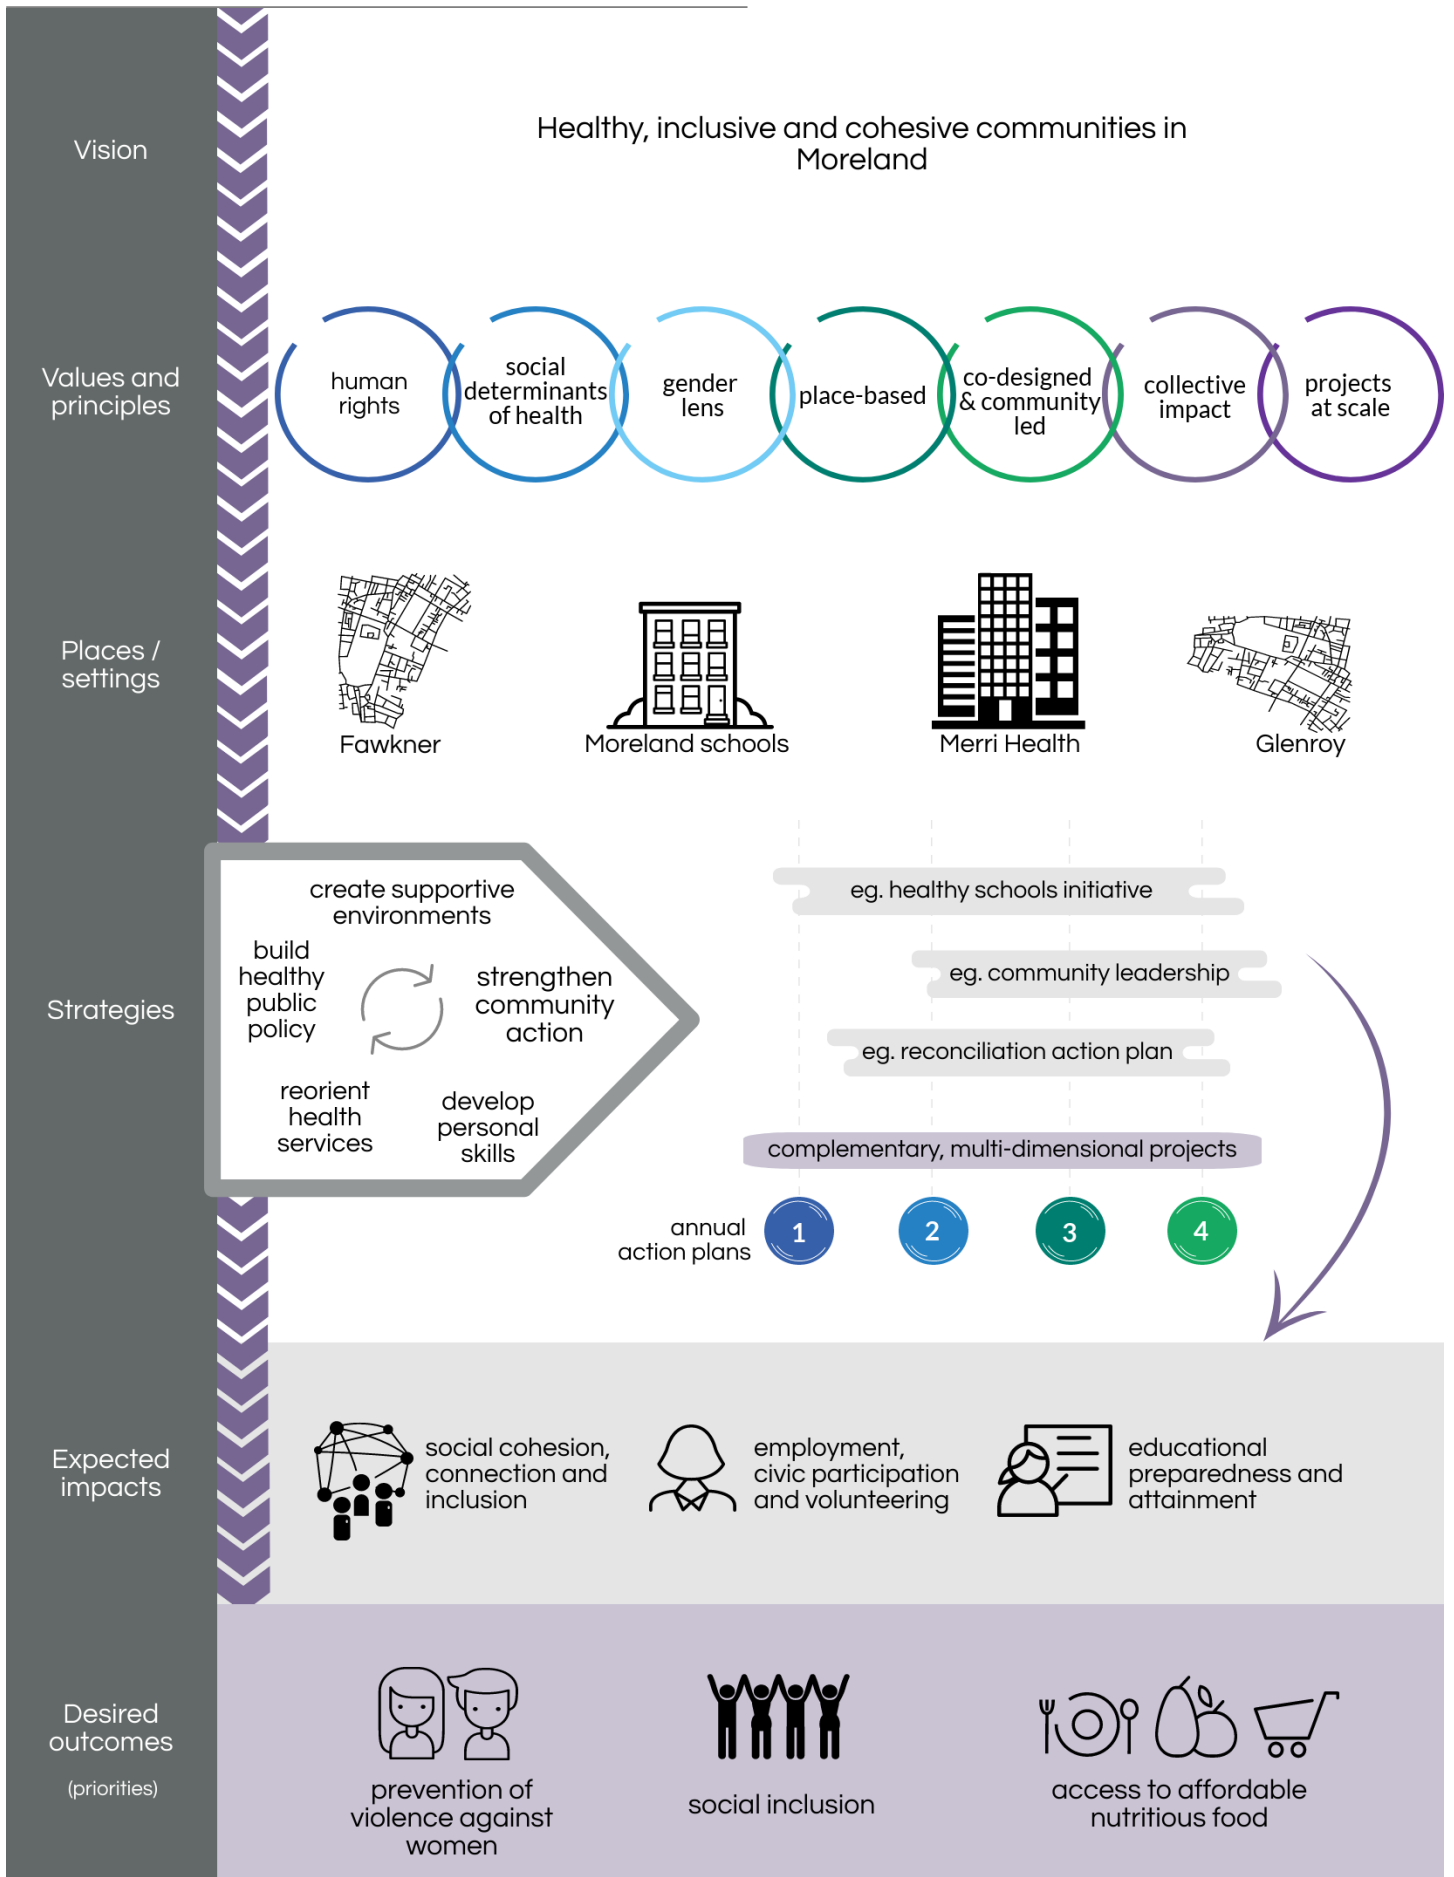 Vision
Healthy, inclusive and cohesive communities in
Moreland
Values and
principles
human
rights
social
determinants
of health
gender
lens
place-based
co-designed
& community
led
collective
impact
projects
at scale
Places /
settings
Fawkner
Moreland schools
Merri Health
Glenroy
Strategies
create supportive
environments
build
healthy
public
policy
strengthen
community
action
reorient
health
services
develop
personal
skills
eg. healthy schools initiative
eg. community leadership
eg. reconciliation action plan
complementary, multi-dimensional projects
annual
action plans
1
2
3
4
Expected
impacts
social cohesion,
connection and
inclusion
employment,
civic participation
and volunteering
educational
preparedness and
attainment
Desired
outcomes
(priorities)
prevention of
violence against
women
social inclusion
access to affordable
nutritious food